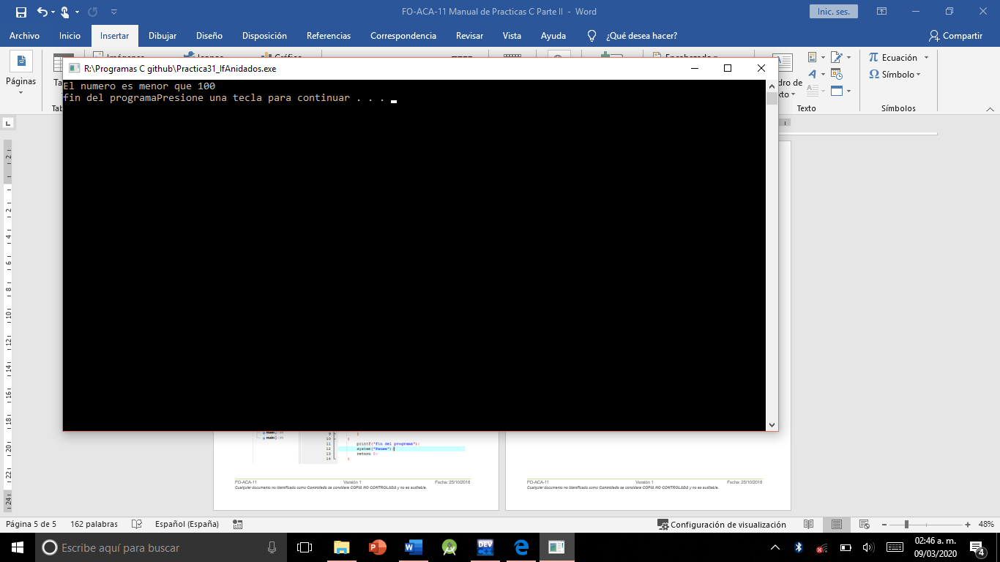 FO-ACA-11 Manual de Practicas C Parte II - Word
Inic. ses.
Archivo Inicio Insertar Dibujar Diseño Disposición Referencias Correspondencia Revisar Vista Ayuda ¿Qué desea hacer? Compartir
Páginas
Ecuación
Símbolo
Texto
Símbolos
R:\Programas C github\Practica31_IfAnidados.exe
El numero es menor que 100
fin del programaPresione una tecla para continuar . . .
10
11 printf("fin del programa");
12 system("Pause");
13 return 0;
14
FO-ACA-11 Versión 1 Fecha: 25/10/2018
Cualquier documento no identificado como Controlado se considera COPIA NO CONTROLADA y no es auditable.
FO-ACA-11 Versión 1 Fecha: 25/10/2018
Cualquier documento no identificado como Controlado se considera COPIA NO CONTROLADA y no es auditable.
Página 5 de 5 162 palabras Español (España) Configuración de visualización 48%
Escribe aquí para buscar
DEV
02:46 a. m.
09/03/2020
4